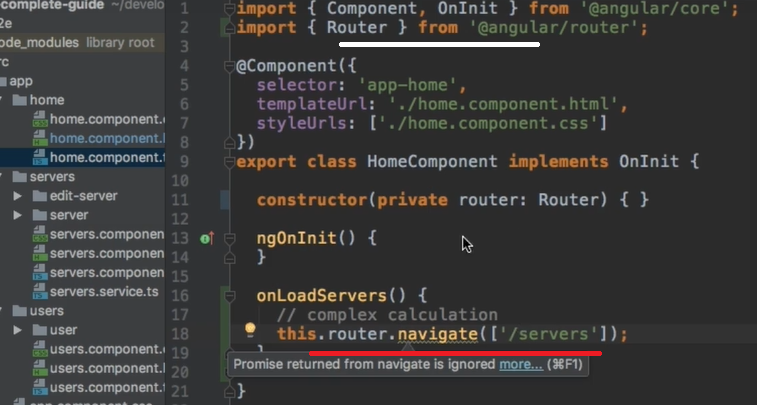 complete-guide ~/develo
2e
ode_modules library root
rc
app
home
home.component.
home.component.
home.component.t
servers
edit-server
server
servers.componen
servers.componen
servers.componen
servers.service.ts
users
user
users.component.
users.component.
users.component.t
1 import { Component, OnInit } from '@angular/core';
2 import { Router } from '@angular/router';
3
4 @Component({
5 selector: 'app-home',
6 templateUrl: './home.component.html',
7 styleUrls: ['./home.component.css']
8 })
9 export class HomeComponent implements OnInit {
10
11 constructor(private router: Router) { }
12
13 ngOnInit() {
14 }
15
16 onLoadServers() {
17 // complex calculation
18 this.router.navigate(['/servers']);
19 }
Promise returned from navigate is ignored more... (⌘F1)
20
21 }